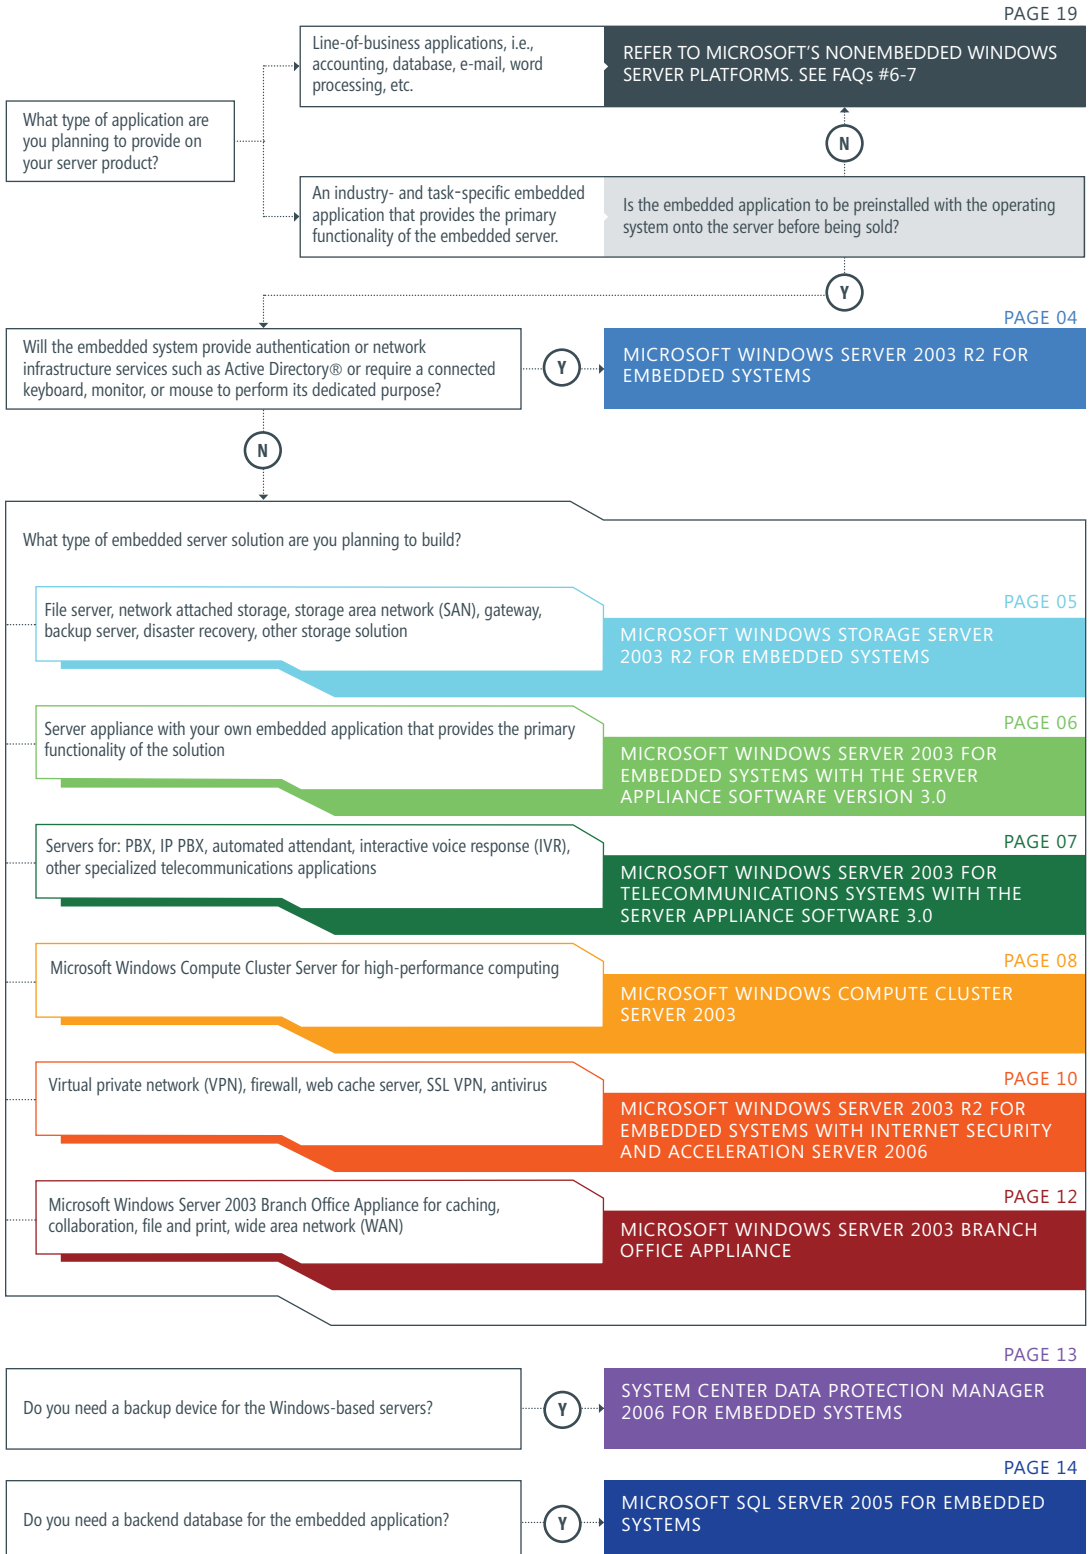 PAGE 19
Line-of-business applications, i.e.,
accounting, database, e-mail, word
processing, etc.
REFER TO MICROSOFT'S NONEMBEDDED WINDOWS
SERVER PLATFORMS. SEE FAQs #6-7
What type of application are
you planning to provide on
your server product?
N
An industry- and task-specific embedded
application that provides the primary
functionality of the embedded server.
Is the embedded application to be preinstalled with the operating
system onto the server before being sold?
Y
PAGE 04
Will the embedded system provide authentication or network
infrastructure services such as Active Directory® or require a connected
keyboard, monitor, or mouse to perform its dedicated purpose?
Y
MICROSOFT WINDOWS SERVER 2003 R2 FOR
EMBEDDED SYSTEMS
N
What type of embedded server solution are you planning to build?
PAGE 05
File server, network attached storage, storage area network (SAN), gateway,
backup server, disaster recovery, other storage solution
MICROSOFT WINDOWS STORAGE SERVER
2003 R2 FOR EMBEDDED SYSTEMS
PAGE 06
Server appliance with your own embedded application that provides the primary
functionality of the solution
MICROSOFT WINDOWS SERVER 2003 FOR
EMBEDDED SYSTEMS WITH THE SERVER
APPLIANCE SOFTWARE VERSION 3.0
PAGE 07
Servers for: PBX, IP PBX, automated attendant, interactive voice response (IVR),
other specialized telecommunications applications
MICROSOFT WINDOWS SERVER 2003 FOR
TELECOMMUNICATIONS SYSTEMS WITH THE
SERVER APPLIANCE SOFTWARE 3.0
PAGE 08
Microsoft Windows Compute Cluster Server for high-performance computing
MICROSOFT WINDOWS COMPUTE CLUSTER
SERVER 2003
PAGE 10
Virtual private network (VPN), firewall, web cache server, SSL VPN, antivirus
MICROSOFT WINDOWS SERVER 2003 R2 FOR
EMBEDDED SYSTEMS WITH INTERNET SECURITY
AND ACCELERATION SERVER 2006
PAGE 12
Microsoft Windows Server 2003 Branch Office Appliance for caching,
collaboration, file and print, wide area network (WAN)
MICROSOFT WINDOWS SERVER 2003 BRANCH
OFFICE APPLIANCE
PAGE 13
Do you need a backup device for the Windows-based servers?
Y
SYSTEM CENTER DATA PROTECTION MANAGER
2006 FOR EMBEDDED SYSTEMS
PAGE 14
Do you need a backend database for the embedded application?
Y
MICROSOFT SQL SERVER 2005 FOR EMBEDDED
SYSTEMS